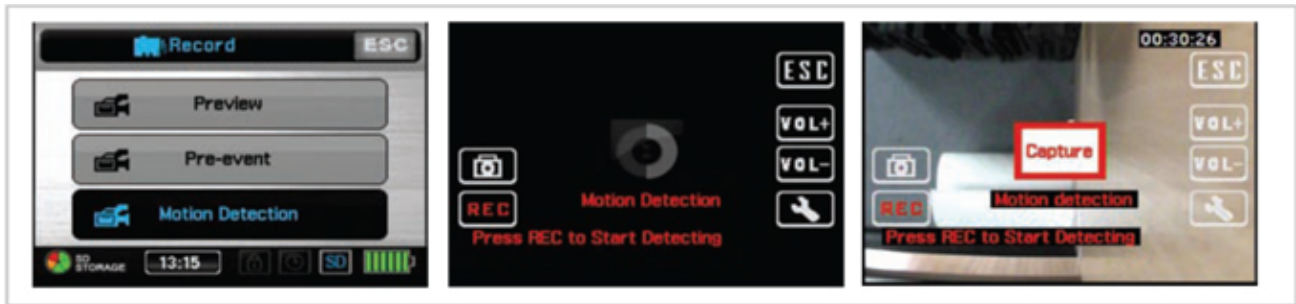 Record
ESC
Preview
Pre-event
Motion Detection
SD
STORAGE
13:15
SD
ESC
VOL+
VOL-
REC
Motion Detection
Press REC to Start Detecting
00:30:26
ESC
VOL+
Capture
VOL-
REC
Motion detection
Press REC to Start Detecting